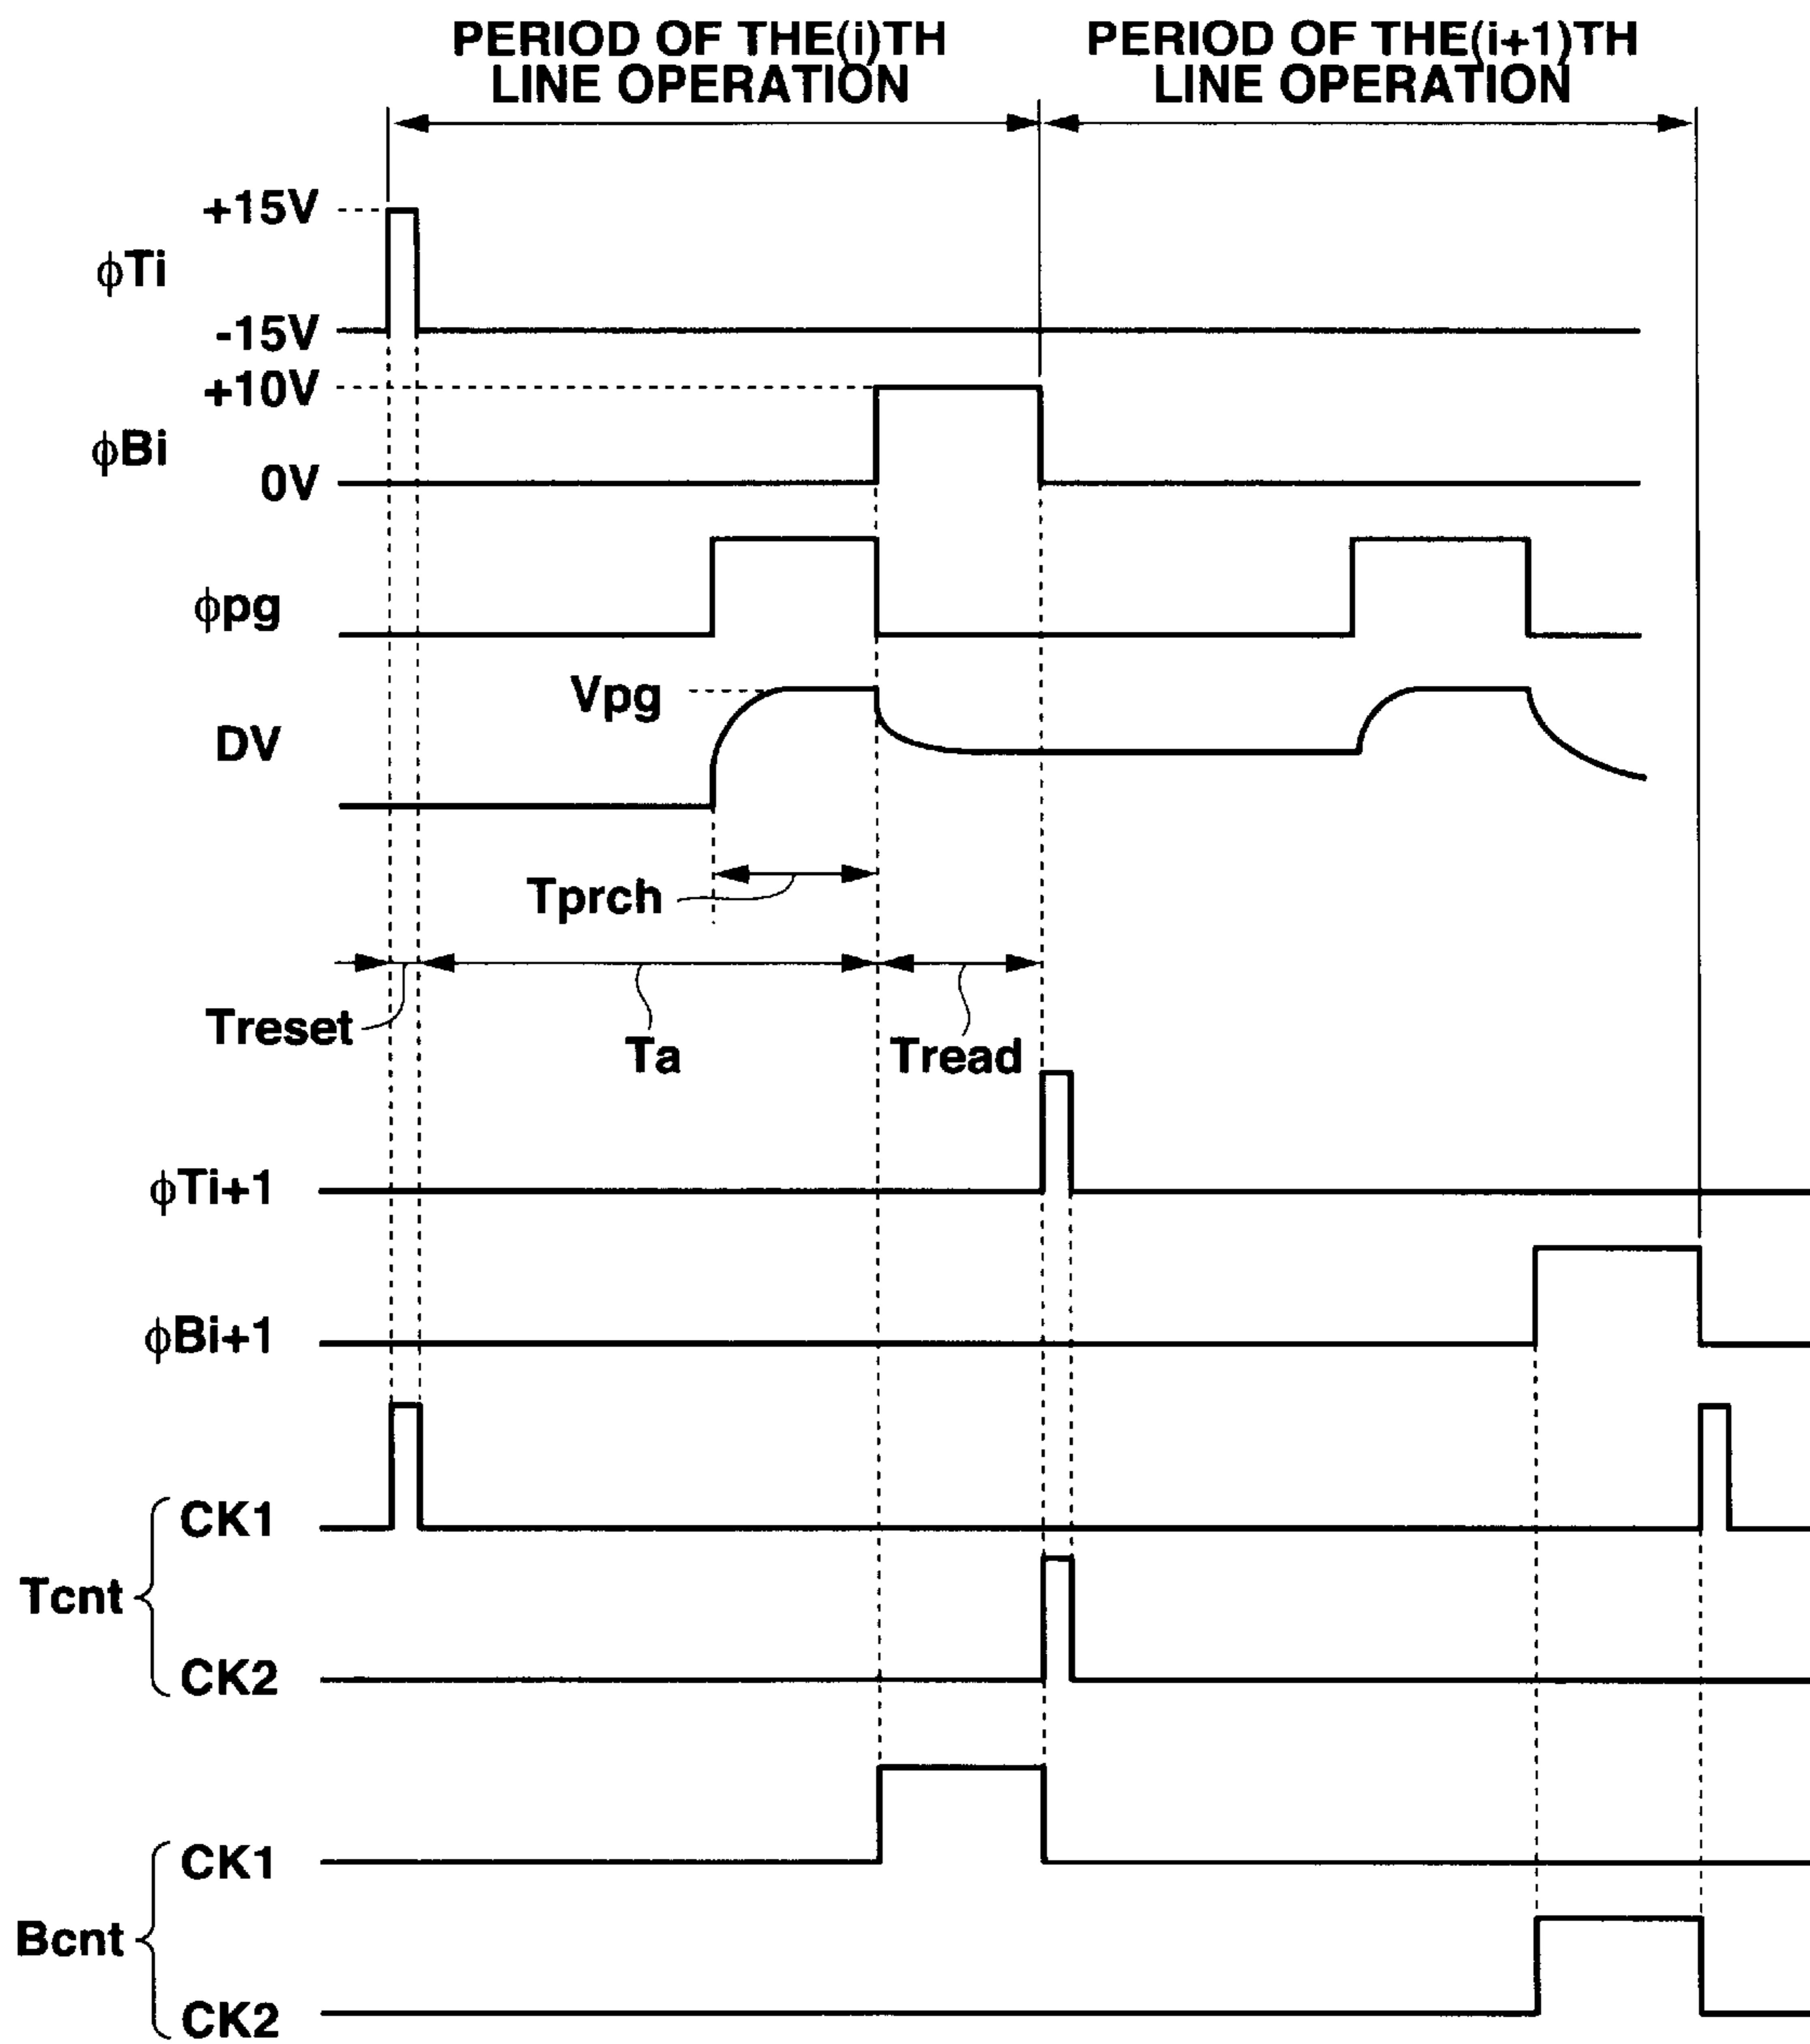 PERIOD OF THE(i)TH
LINE OPERATION
PERIOD OF THE(i+1)TH
LINE OPERATION
+15V
ϕTi
-15V
+10V
ϕBi
0V
ϕpg
Vpg
DV
Tprch
Treset
Ta
Tread
ϕTi+1
ϕBi+1
CK1
Tcnt
CK2
CK1
Bcnt
CK2